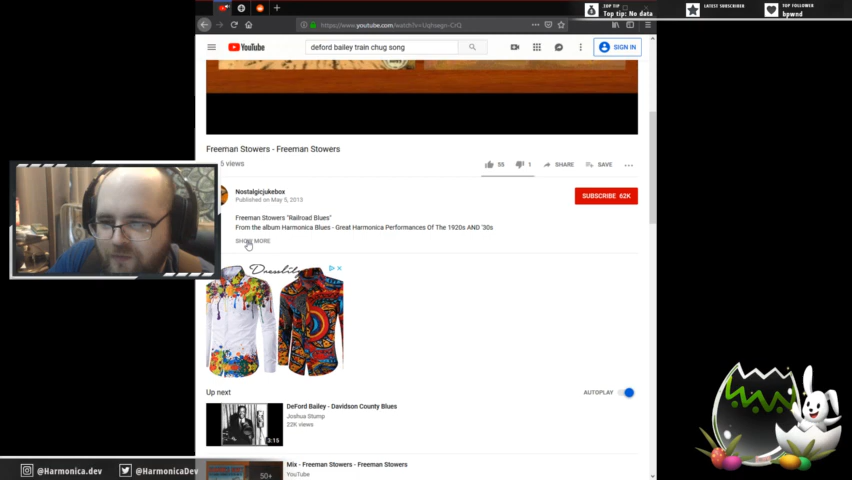 TOP TIP
Top tip: No data
LATEST SUBSCRIBER
TOP FOLLOWER
bpwnd
https://www.youtube.com/watch?v=
YouTube
deford bailey train chug song
SIGN IN
Freeman Stowers - Freeman Stowers
6 views
55
1
SHARE
SAVE
Nostalgicjukebox
Published on May 5, 2013
SUBSCRIBE 62K
Freeman Stowers "Railroad Blues"
From the album Harmonica Blues - Great Harmonica Performances Of The 1920s AND '30s
SHOW MORE
Dresslily
Up next
AUTOPLAY
DeFord Bailey - Davidson County Blues
Joshua Stump
22K views
3:15
Mix - Freeman Stowers - Freeman Stowers
YouTube
50+
@Harmonica.dev
@HarmonicaDev